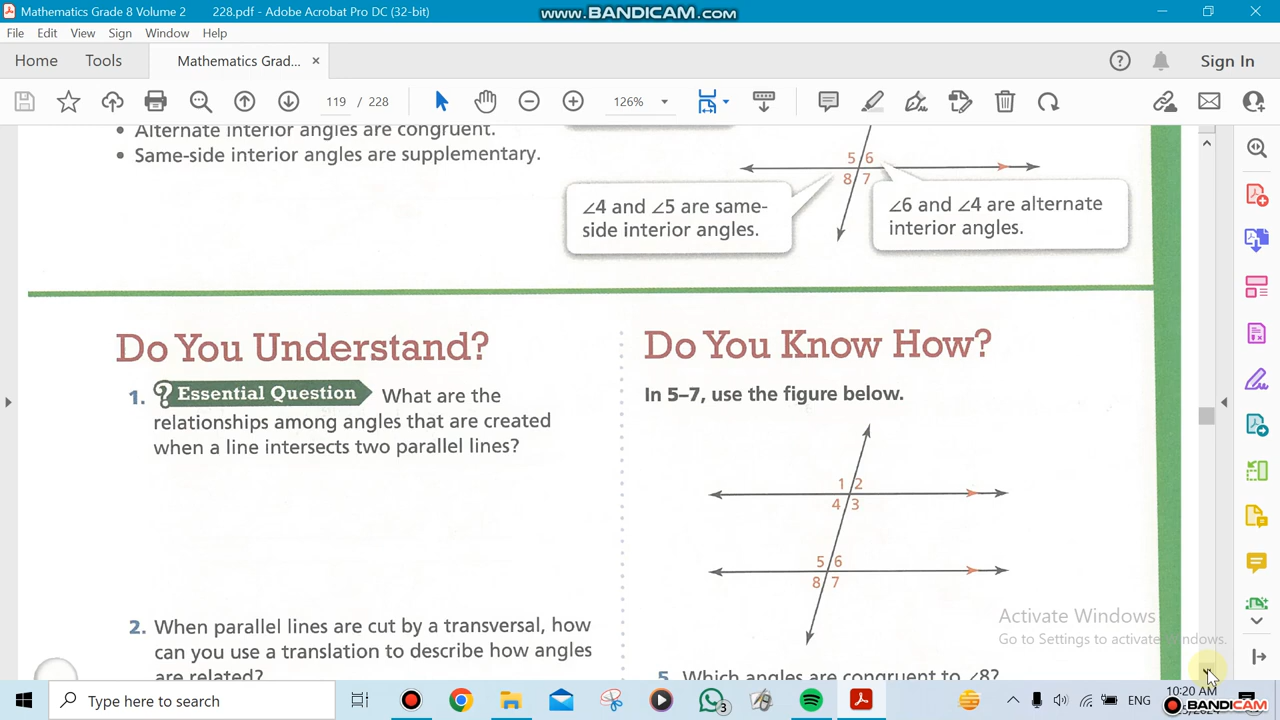 Mathematics Grade 8 Volume 2 228.pdf - Adobe Acrobat Pro DC (32-bit)
www.BANDICAM.com
File Edit View Sign Window Help
Home Tools Mathematics Grad... × Sign In
119 / 228 126%
• Alternate interior angles are congruent.
• Same-side interior angles are supplementary.
5 6
8 7
∠4 and ∠5 are same-
side interior angles.
∠6 and ∠4 are alternate
interior angles.
Do You Understand?
1. ? Essential Question What are the
relationships among angles that are created
when a line intersects two parallel lines?
2. When parallel lines are cut by a transversal, how
can you use a translation to describe how angles
are related?
Do You Know How?
In 5–7, use the figure below.
1 2
4 3
5 6
8 7
5. Which angles are congruent to ∠8?
Activate Windows
Go to Settings to activate Windows.
Type here to search
3
ENG
10:20 AM
BANDICAM